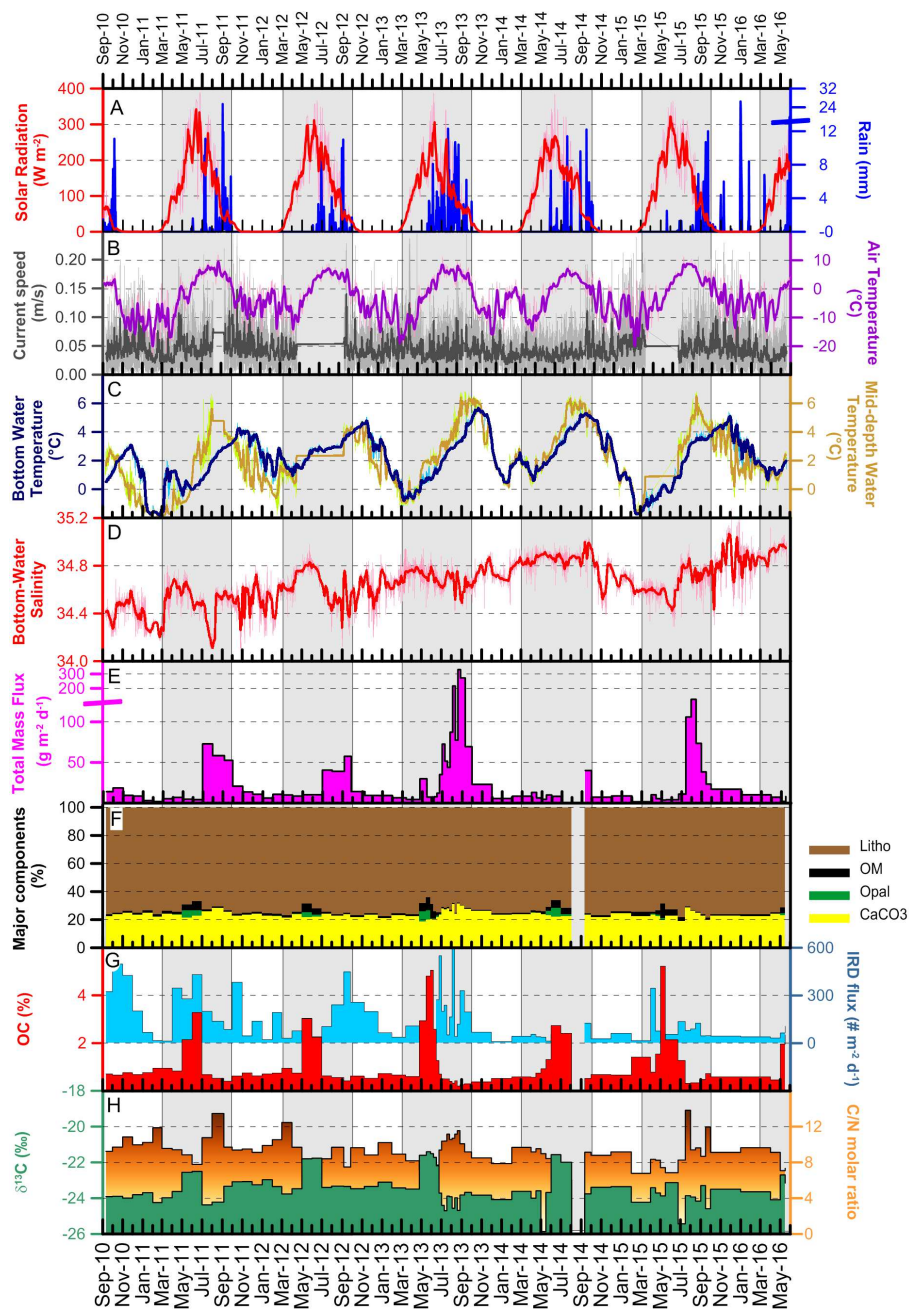 Sep-10 Nov-10 Jan-11 Mar-11 May-11 Jul-11 Sep-11 Nov-11 Jan-12 Mar-12 May-12 Jul-12 Sep-12 Nov-12 Jan-13 Mar-13 May-13 Jul-13 Sep-13 Nov-13 Jan-14 Mar-14 May-14 Jul-14 Sep-14 Nov-14 Jan-15 Mar-15 May-15 Jul-15 Sep-15 Nov-15 Jan-16 Mar-16 May-16
A
Solar Radiation
(W m⁻²)
400
300
200
100
0
32
24
12
8
4
-0
Rain (mm)
B
Current speed
(m/s)
0.20
0.15
0.10
0.05
0.00
10
0
-10
-20
Air Temperature
(°C)
C
Bottom Water
Temperature
(°C)
6
4
2
0
6
4
2
0
Mid-depth Water
Temperature
(°C)
D
Bottom-Water
Salinity
35.2
34.8
34.4
34.0
E
Total Mass Flux
(g m⁻² d⁻¹)
300
200
100
50
F
Major components
(%)
100
80
60
40
20
0
Litho
OM
Opal
CaCO3
G
OC (%)
4
2
600
300
0
IRD flux (# m⁻² d⁻¹)
H
δ¹³C (‰)
-18
-20
-22
-24
-26
12
8
4
0
C/N molar ratio
Sep-10 Nov-10 Jan-11 Mar-11 May-11 Jul-11 Sep-11 Nov-11 Jan-12 Mar-12 May-12 Jul-12 Sep-12 Nov-12 Jan-13 Mar-13 May-13 Jul-13 Sep-13 Nov-13 Jan-14 Mar-14 May-14 Jul-14 Sep-14 Nov-14 Jan-15 Mar-15 May-15 Jul-15 Sep-15 Nov-15 Jan-16 Mar-16 May-16